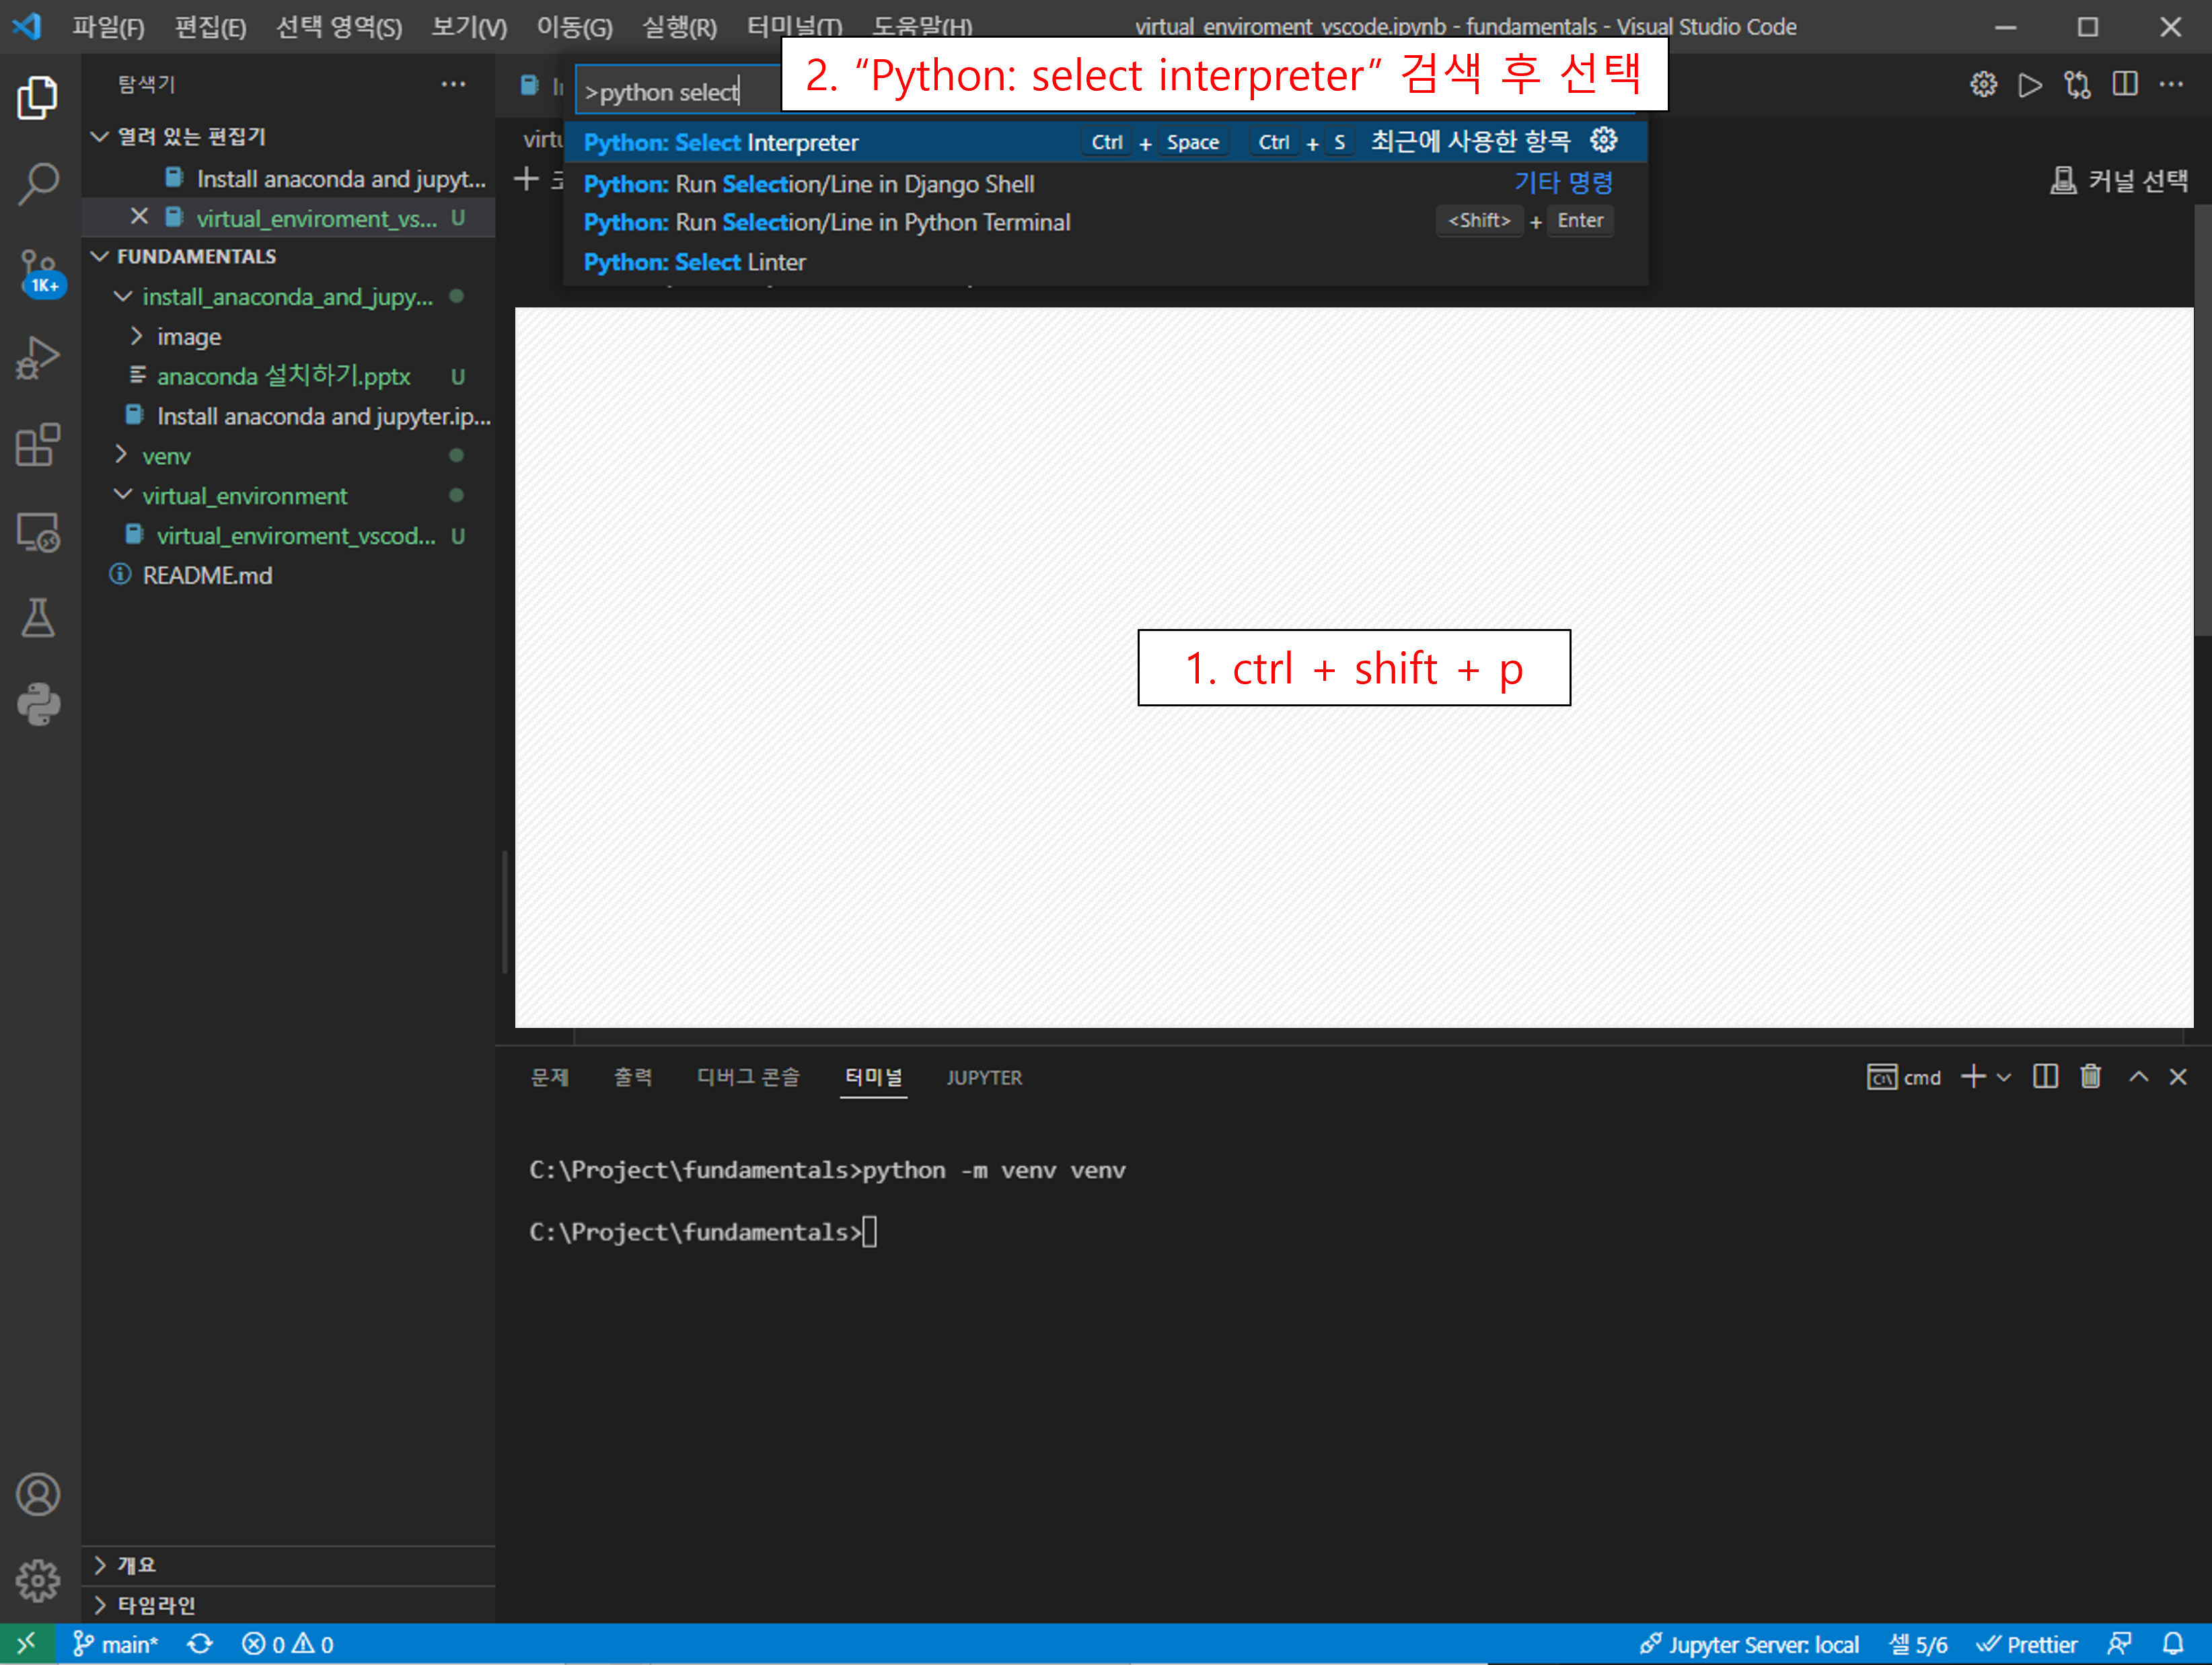 파일(F) 편집(E) 선택 영역(S) 보기(V) 이동(G) 실행(R) 터미널(T) 도움말(H) virtual_enviroment_vscode.ipynb - fundamentals - Visual Studio Code
2. “Python: select interpreter” 검색 후 선택
탐색기
>python select
열려 있는 편집기
Install anaconda and jupyt...
virtual_enviroment_vs... U
FUNDAMENTALS
install_anaconda_and_jupy...
image
anaconda 설치하기.pptx U
Install anaconda and jupyter.ip...
venv
virtual_environment
virtual_enviroment_vscod... U
README.md
1K+
Python: Select Interpreter Ctrl + Space Ctrl + S 최근에 사용한 항목
Python: Run Selection/Line in Django Shell 기타 명령
Python: Run Selection/Line in Python Terminal <Shift> + Enter
Python: Select Linter
커널 선택
1. ctrl + shift + p
문제 출력 디버그 콘솔 터미널 JUPYTER cmd
C:\Project\fundamentals>python -m venv venv
C:\Project\fundamentals>
개요
타임라인
main* 0 0 Jupyter Server: local 셀 5/6 Prettier